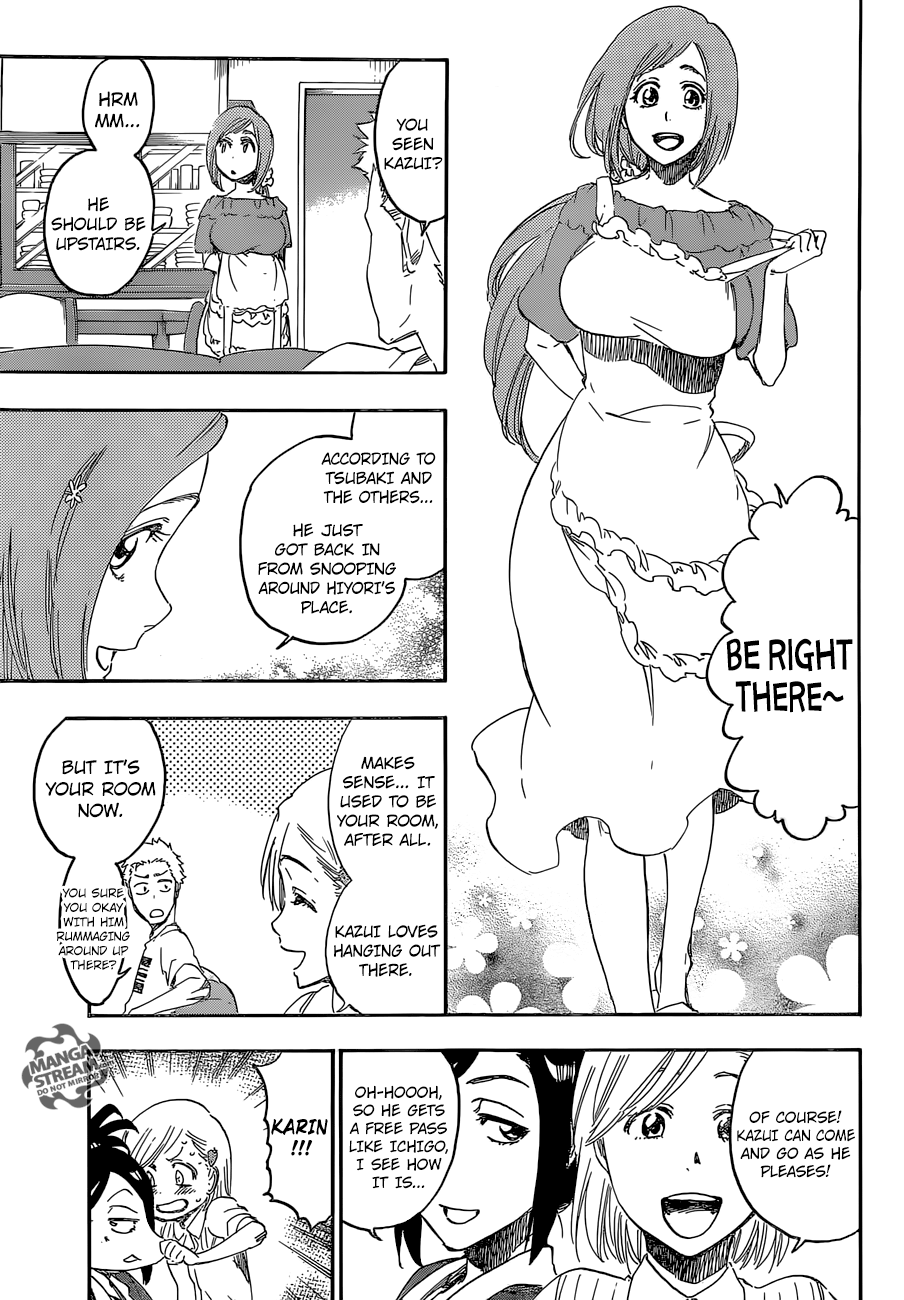 BE RIGHT
THERE~
YOU
SEEN
KAZUI?
HRM
MM...
HE
SHOULD BE
UPSTAIRS.
ACCORDING TO
TSUBAKI AND
THE OTHERS...
HE JUST
GOT BACK IN
FROM SNOOPING
AROUND HIYORI'S
PLACE.
MAKES
SENSE... IT
USED TO BE
YOUR ROOM,
AFTER ALL.
KAZUI LOVES
HANGING OUT
THERE.
BUT IT'S
YOUR ROOM
NOW.
YOU SURE
YOU OKAY
WITH HIM
RUMMAGING
AROUND UP
THERE?
OF COURSE!
KAZUI CAN COME
AND GO AS HE
PLEASES!
OH-HOOOH,
SO HE GETS
A FREE PASS
LIKE ICHIGO,
I SEE HOW
IT IS...
KARIN
!!!
MANGA
STREAM.COM
DO NOT MIRROR